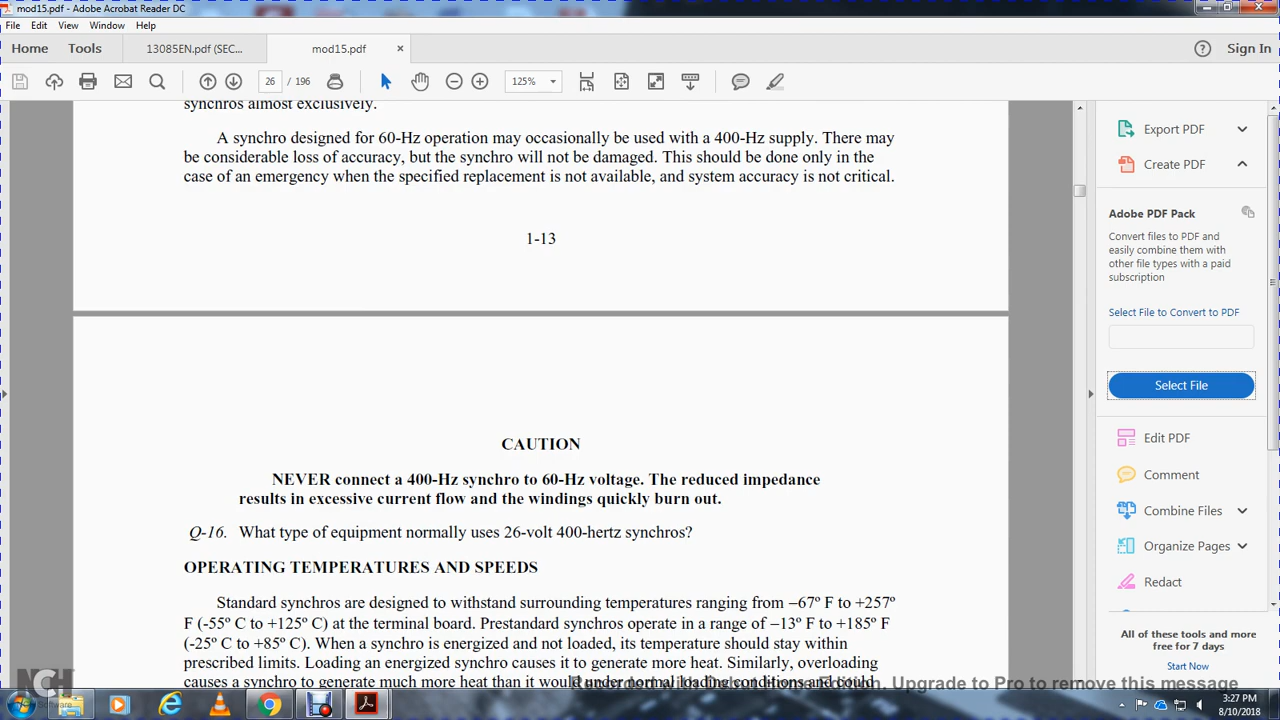 mod15.pdf - Adobe Acrobat Reader DC
File Edit View Window Help
Home Tools 13085EN.pdf (SEC... mod15.pdf × Sign In
26 / 196 125%
synchros almost exclusively.
A synchro designed for 60-Hz operation may occasionally be used with a 400-Hz supply. There may
be considerable loss of accuracy, but the synchro will not be damaged. This should be done only in the
case of an emergency when the specified replacement is not available, and system accuracy is not critical.
1-13
CAUTION
NEVER connect a 400-Hz synchro to 60-Hz voltage. The reduced impedance
results in excessive current flow and the windings quickly burn out.
Q-16. What type of equipment normally uses 26-volt 400-hertz synchros?
OPERATING TEMPERATURES AND SPEEDS
Standard synchros are designed to withstand surrounding temperatures ranging from −67º F to +257º
F (-55º C to +125º C) at the terminal board. Prestandard synchros operate in a range of −13º F to +185º F
(-25º C to +85º C). When a synchro is energized and not loaded, its temperature should stay within
prescribed limits. Loading an energized synchro causes it to generate more heat. Similarly, overloading
causes a synchro to generate much more heat than it would under normal loading conditions and could
Export PDF
Create PDF
Adobe PDF Pack
Convert files to PDF and
easily combine them with
other file types with a paid
subscription
Select File to Convert to PDF
Select File
Edit PDF
Comment
Combine Files
Organize Pages
Redact
All of these tools and more
free for 7 days
Start Now
NCH
Software
Upgrade to Pro to remove this message
3:27 PM
8/10/2018